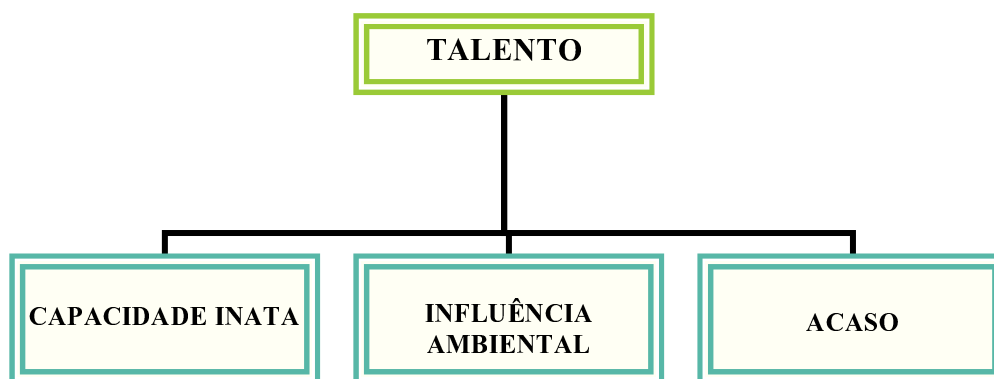 TALENTO
CAPACIDADE INATA
INFLUÊNCIA
AMBIENTAL
ACASO